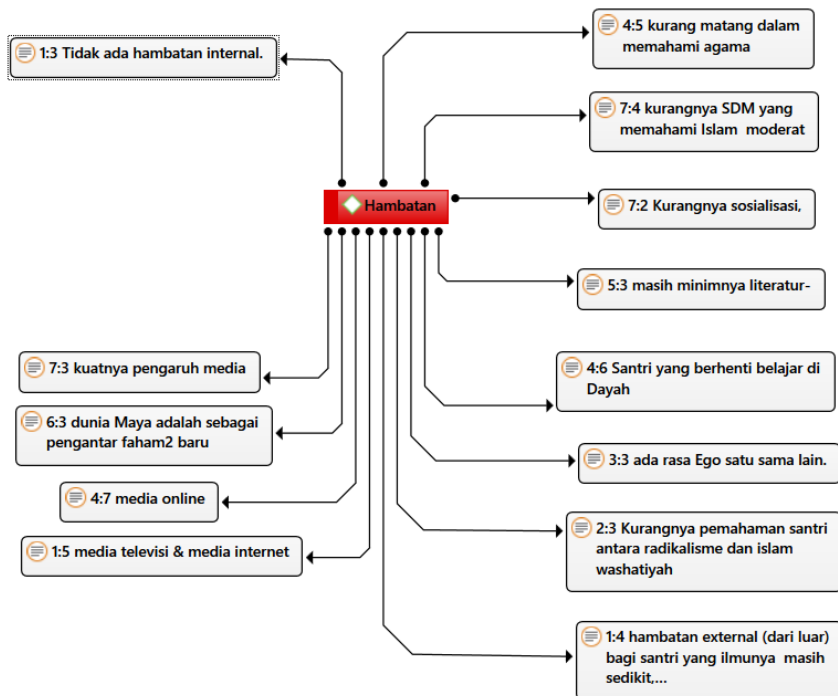 4:5 kurang matang dalam
memahami agama
1:3 Tidak ada hambatan internal.
7:4 kurangnya SDM yang
memahami Islam moderat
Hambatan
7:2 Kurangnya sosialisasi,
5:3 masih minimnya literatur-
7:3 kuatnya pengaruh media
4:6 Santri yang berhenti belajar di
Dayah
6:3 dunia Maya adalah sebagai
pengantar faham2 baru
3:3 ada rasa Ego satu sama lain.
4:7 media online
2:3 Kurangnya pemahaman santri
antara radikalisme dan islam
washatiyah
1:5 media televisi & media internet
1:4 hambatan external (dari luar)
bagi santri yang ilmunya masih
sedikit,...